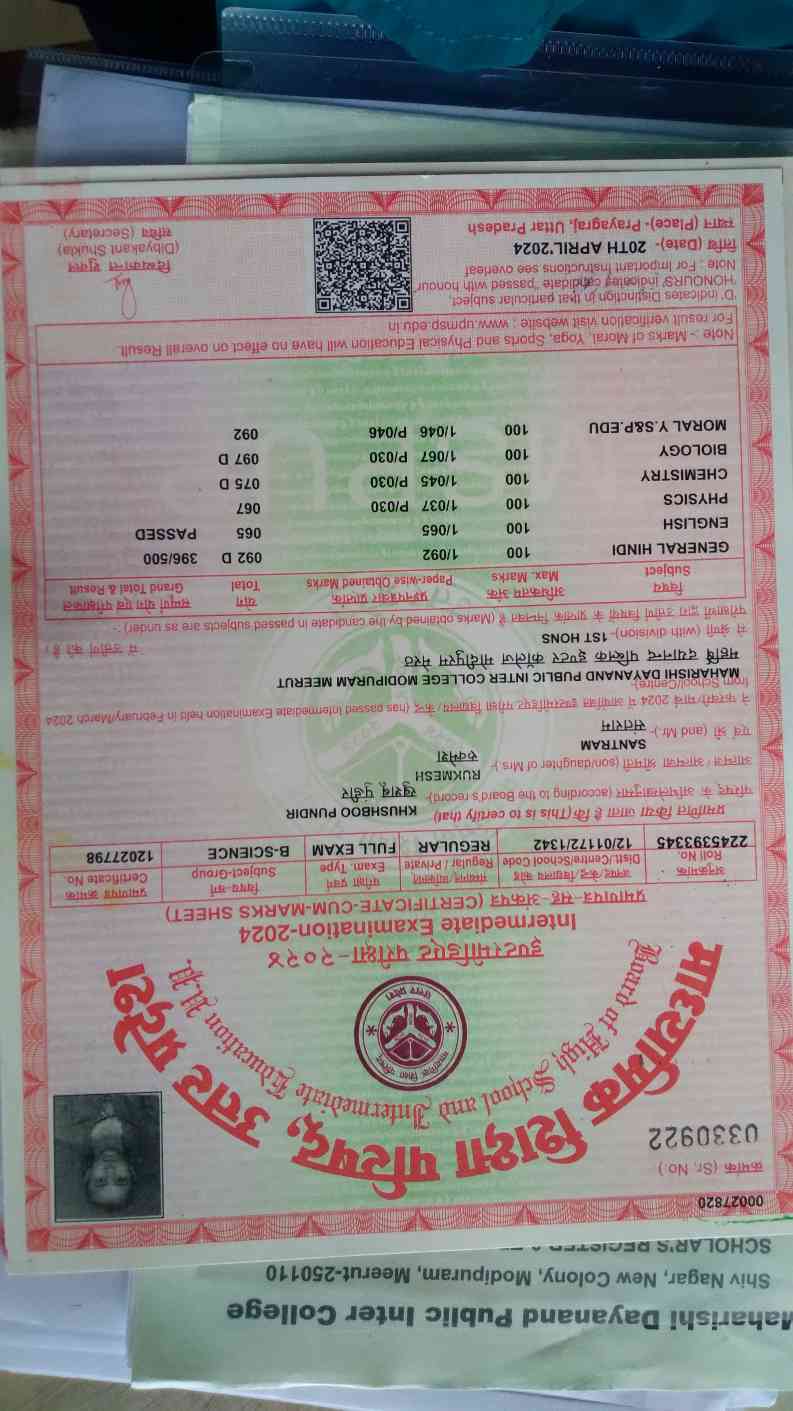 00027820
क्रमांक (Sr. No.)
0330922
माध्यमिक शिक्षा परिषद्, उत्तर प्रदेश
Board of High School and Intermediate Education U.P.
माध्यमिक शिक्षा परिषद
उत्तर प्रदेश
इण्टरमीडिएट परीक्षा-२०२४
Intermediate Examination-2024
प्रमाणपत्र-सह-अंकपत्र (CERTIFICATE-CUM-MARKS SHEET)
अनुक्रमांक जनपद/केन्द्र/विद्यालय कोड संस्थागत/व्यक्तिगत परीक्षा प्रवर्ग विषय-वर्ग प्रमाणपत्र क्रमांक
Roll No. Distt./Centre/School Code Regular / Private Exam. Type Subject-Group Certificate No.
2245393345 12/01172/1342 REGULAR FULL EXAM B-SCIENCE 12027798
प्रमाणित किया जाता है कि (This is to certify that) KHUSHBOO PUNDIR
परिषद के अभिलेखानुसार (according to the Board's record)- खुशबू पुंडीर
आत्मज / आत्मजा श्रीमती (son/daughter of Mrs.)- RUKMESH
रुक्मेश
एवं श्री (and Mr.)- SANTRAM
संतराम
ने फरवरी/मार्च 2024 में आयोजित इण्टरमीडिएट परीक्षा विद्यालय/केन्द्र (has passed Intermediate Examination held in February/March 2024
from School/Centre)- MAHARISHI DAYANAND PUBLIC INTER COLLEGE MODIPURAM MEERUT
महर्षि दयानन्द पब्लिक इण्टर कॉलेज मोदीपुरम मेरठ
से श्रेणी (with division)- 1ST HONS में उत्तीर्ण की है।
परीक्षार्थी द्वारा उत्तीर्ण विषयों के प्राप्तांक निम्नवत हैं (Marks obtained by the candidate in passed subjects are as under) :-
विषय अधिकतम अंक प्रश्नपत्रवार प्राप्तांक योग सम्पूर्ण योग एवं परीक्षाफल
Subject Max. Marks Paper-wise Obtained Marks Total Grand Total & Result
GENERAL HINDI 100 1/092 092 D 396/500
ENGLISH 100 1/065 065 PASSED
PHYSICS 100 1/037 P/030 067
CHEMISTRY 100 1/045 P/030 075 D
BIOLOGY 100 1/067 P/030 097 D
MORAL Y.S&P.EDU 100 1/046 P/046 092
Note :- Marks of Moral, Yoga, Sports and Physical Education will have no effect on overall Result.
For result verification visit website : www.upmsp.edu.in
'D' indicates Distinction in that particular subject,
'HONOURS' indicates candidate "passed with honour"
Note : For Important Instructions see overleaf
तिथि (Date)- 20TH APRIL'2024
स्थान (Place)- Prayagraj, Uttar Pradesh
दिब्यकान्त शुक्ल
(Dibyakant Shukla)
सचिव (Secretary)
Maharishi Dayanand Public Inter College
Shiv Nagar, New Colony, Modipuram, Meerut-250110
SCHOLAR'S REGISTER &